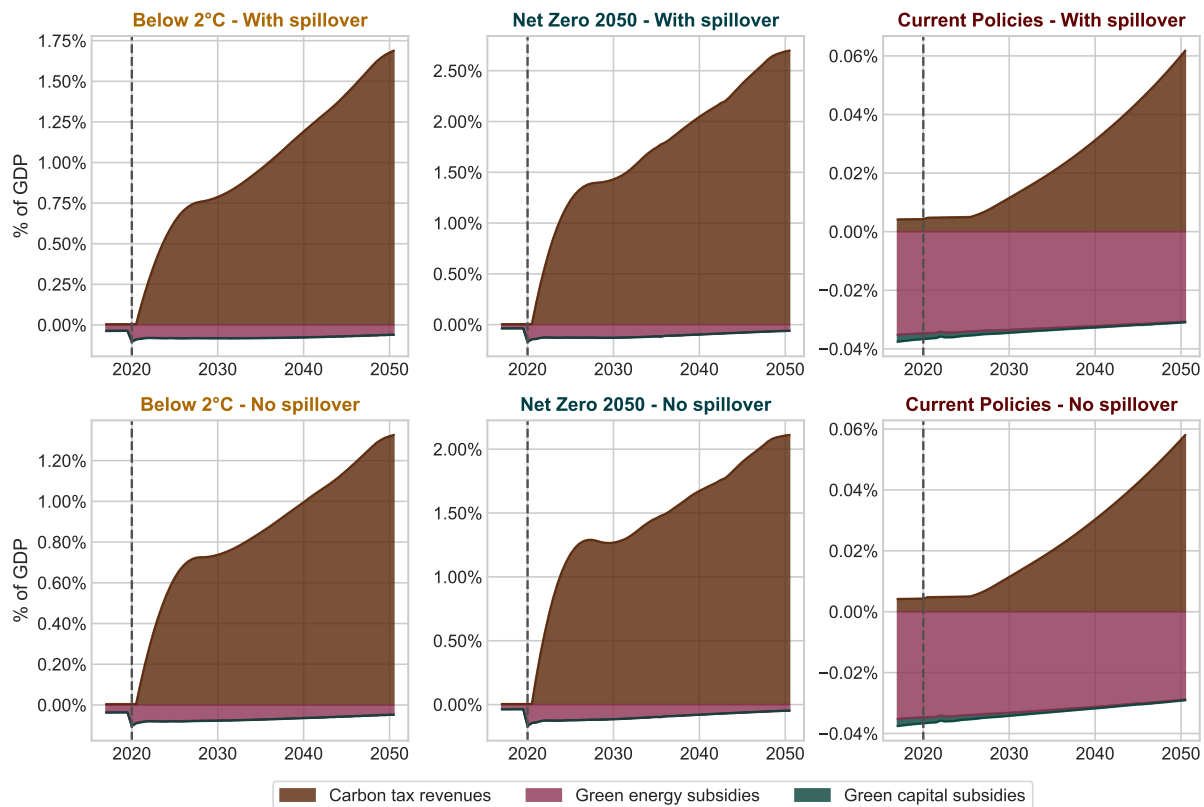 Below 2°C - With spillover
Net Zero 2050 - With spillover
Current Policies - With spillover
% of GDP
1.75%
1.50%
1.25%
1.00%
0.75%
0.50%
0.25%
0.00%
2020 2030 2040 2050
2.50%
2.00%
1.50%
1.00%
0.50%
0.00%
2020 2030 2040 2050
0.06%
0.04%
0.02%
0.00%
−0.02%
−0.04%
2020 2030 2040 2050
Below 2°C - No spillover
Net Zero 2050 - No spillover
Current Policies - No spillover
% of GDP
1.20%
1.00%
0.80%
0.60%
0.40%
0.20%
0.00%
2020 2030 2040 2050
2.00%
1.50%
1.00%
0.50%
0.00%
2020 2030 2040 2050
0.06%
0.04%
0.02%
0.00%
−0.02%
−0.04%
2020 2030 2040 2050
Carbon tax revenues Green energy subsidies Green capital subsidies